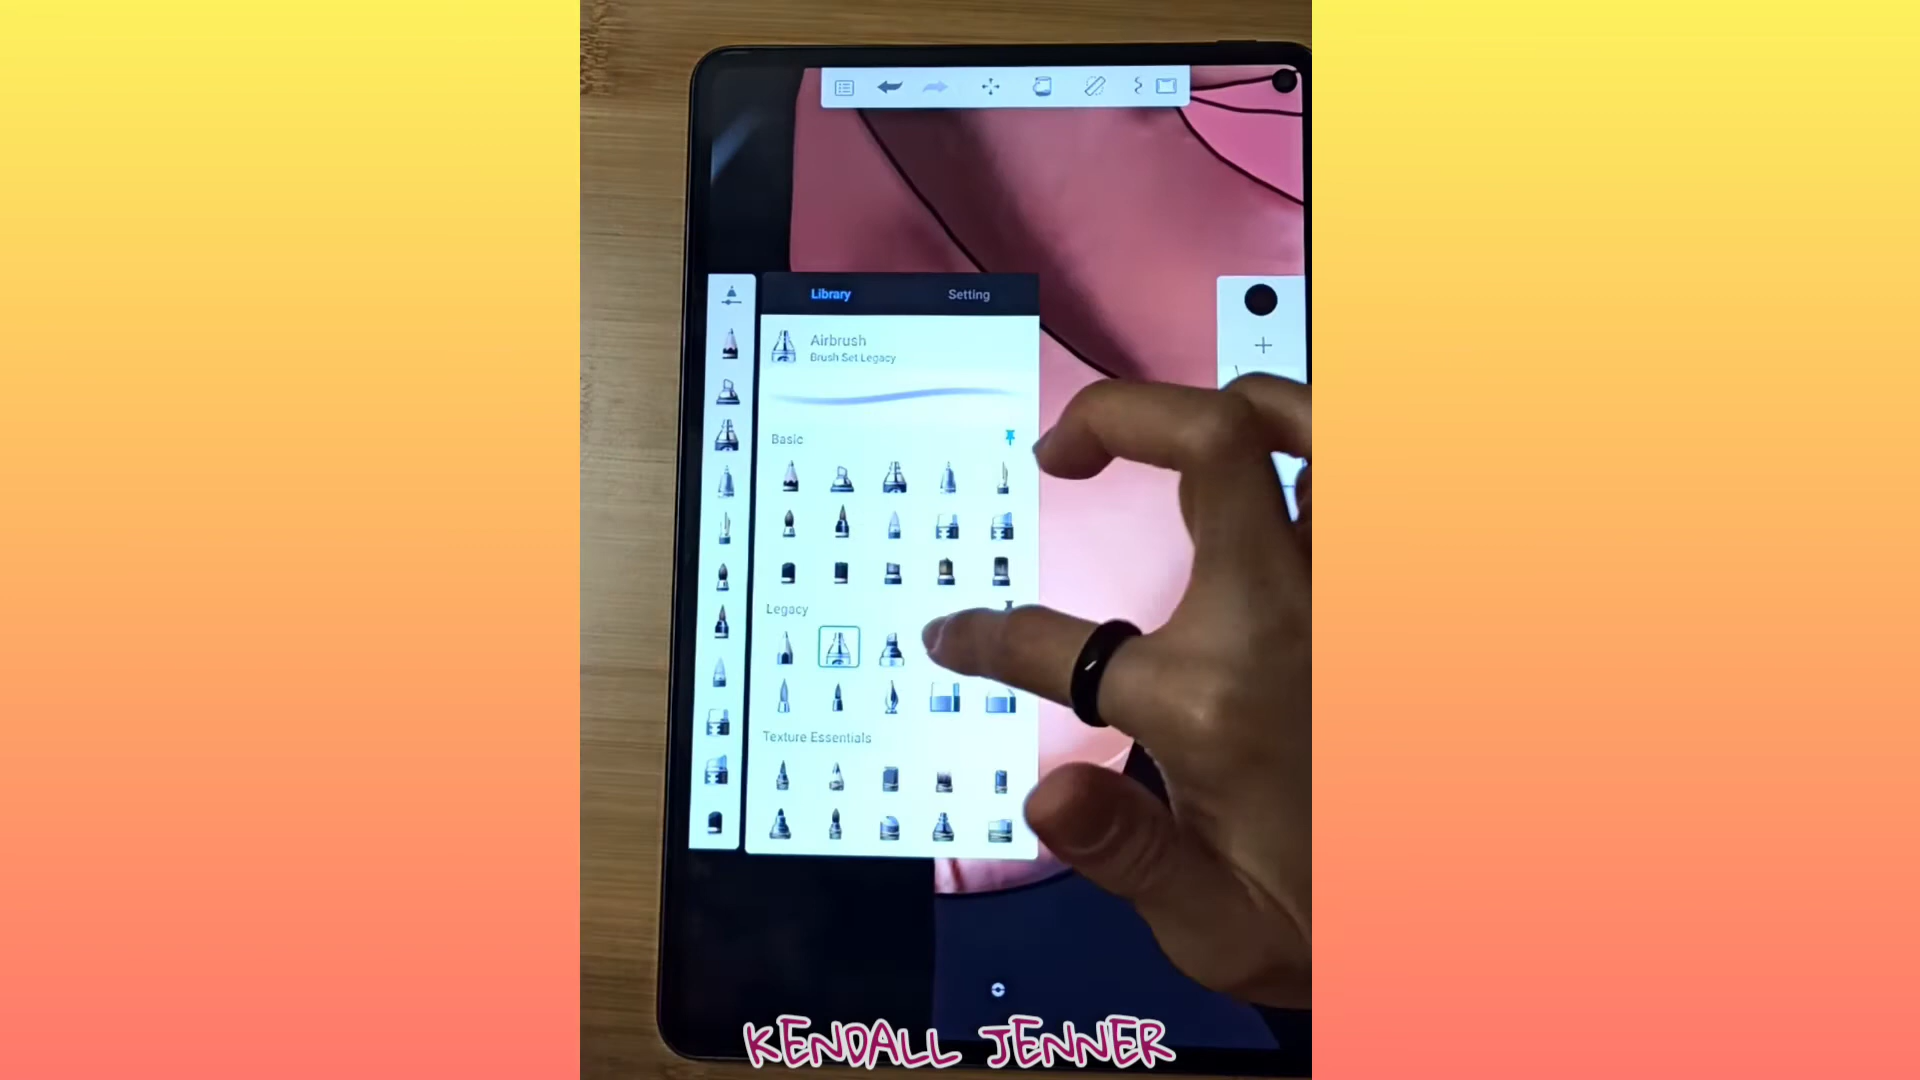 Library Setting
Airbrush
Brush Set Legacy
Basic
Legacy
Texture Essentials
KENDALL JENNER